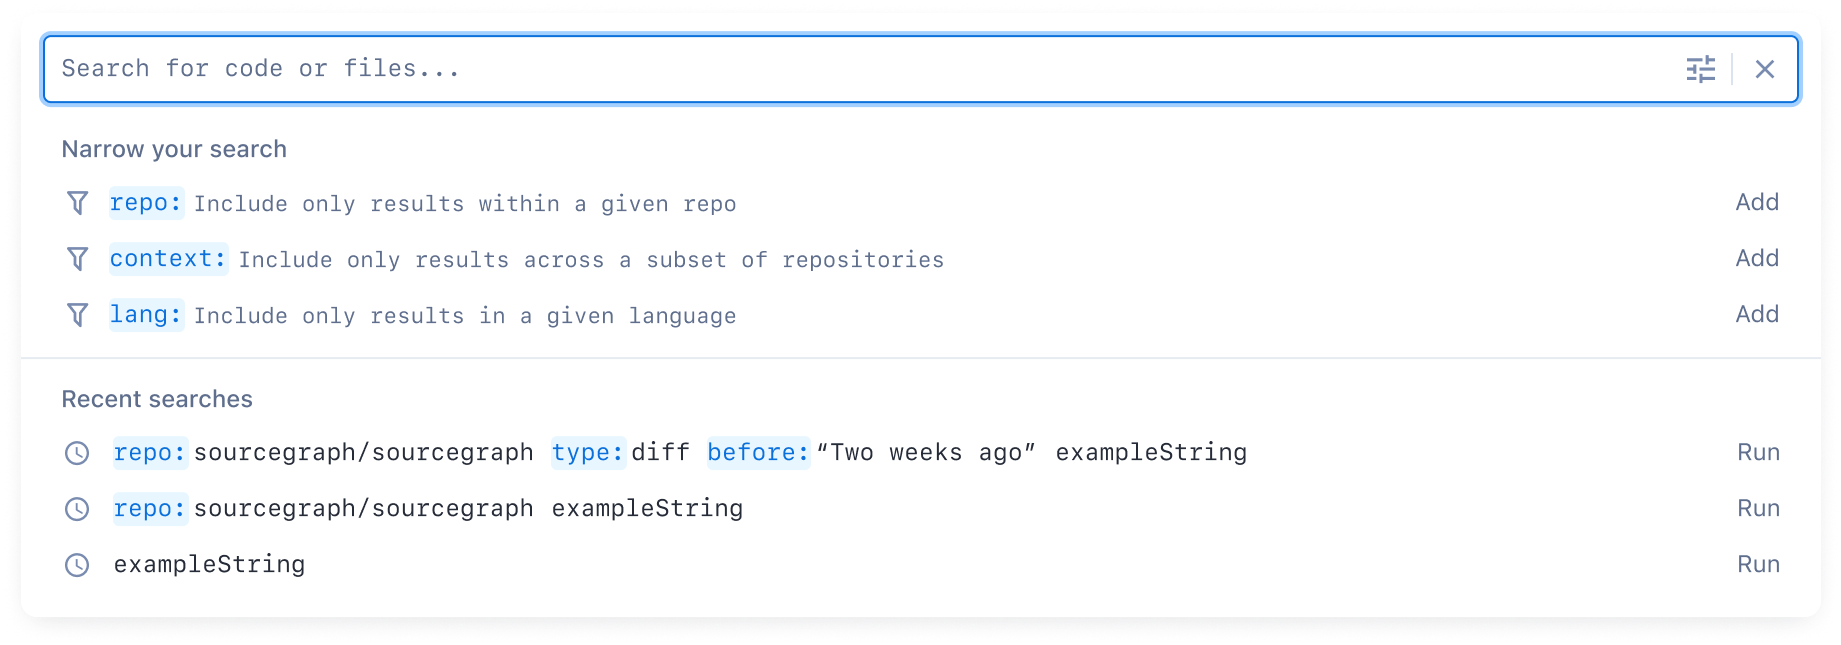 Search for code or files...
Narrow your search
repo: Include only results within a given repo Add
context: Include only results across a subset of repositories Add
lang: Include only results in a given language Add
Recent searches
repo:sourcegraph/sourcegraph type:diff before:“Two weeks ago” exampleString Run
repo:sourcegraph/sourcegraph exampleString Run
exampleString Run